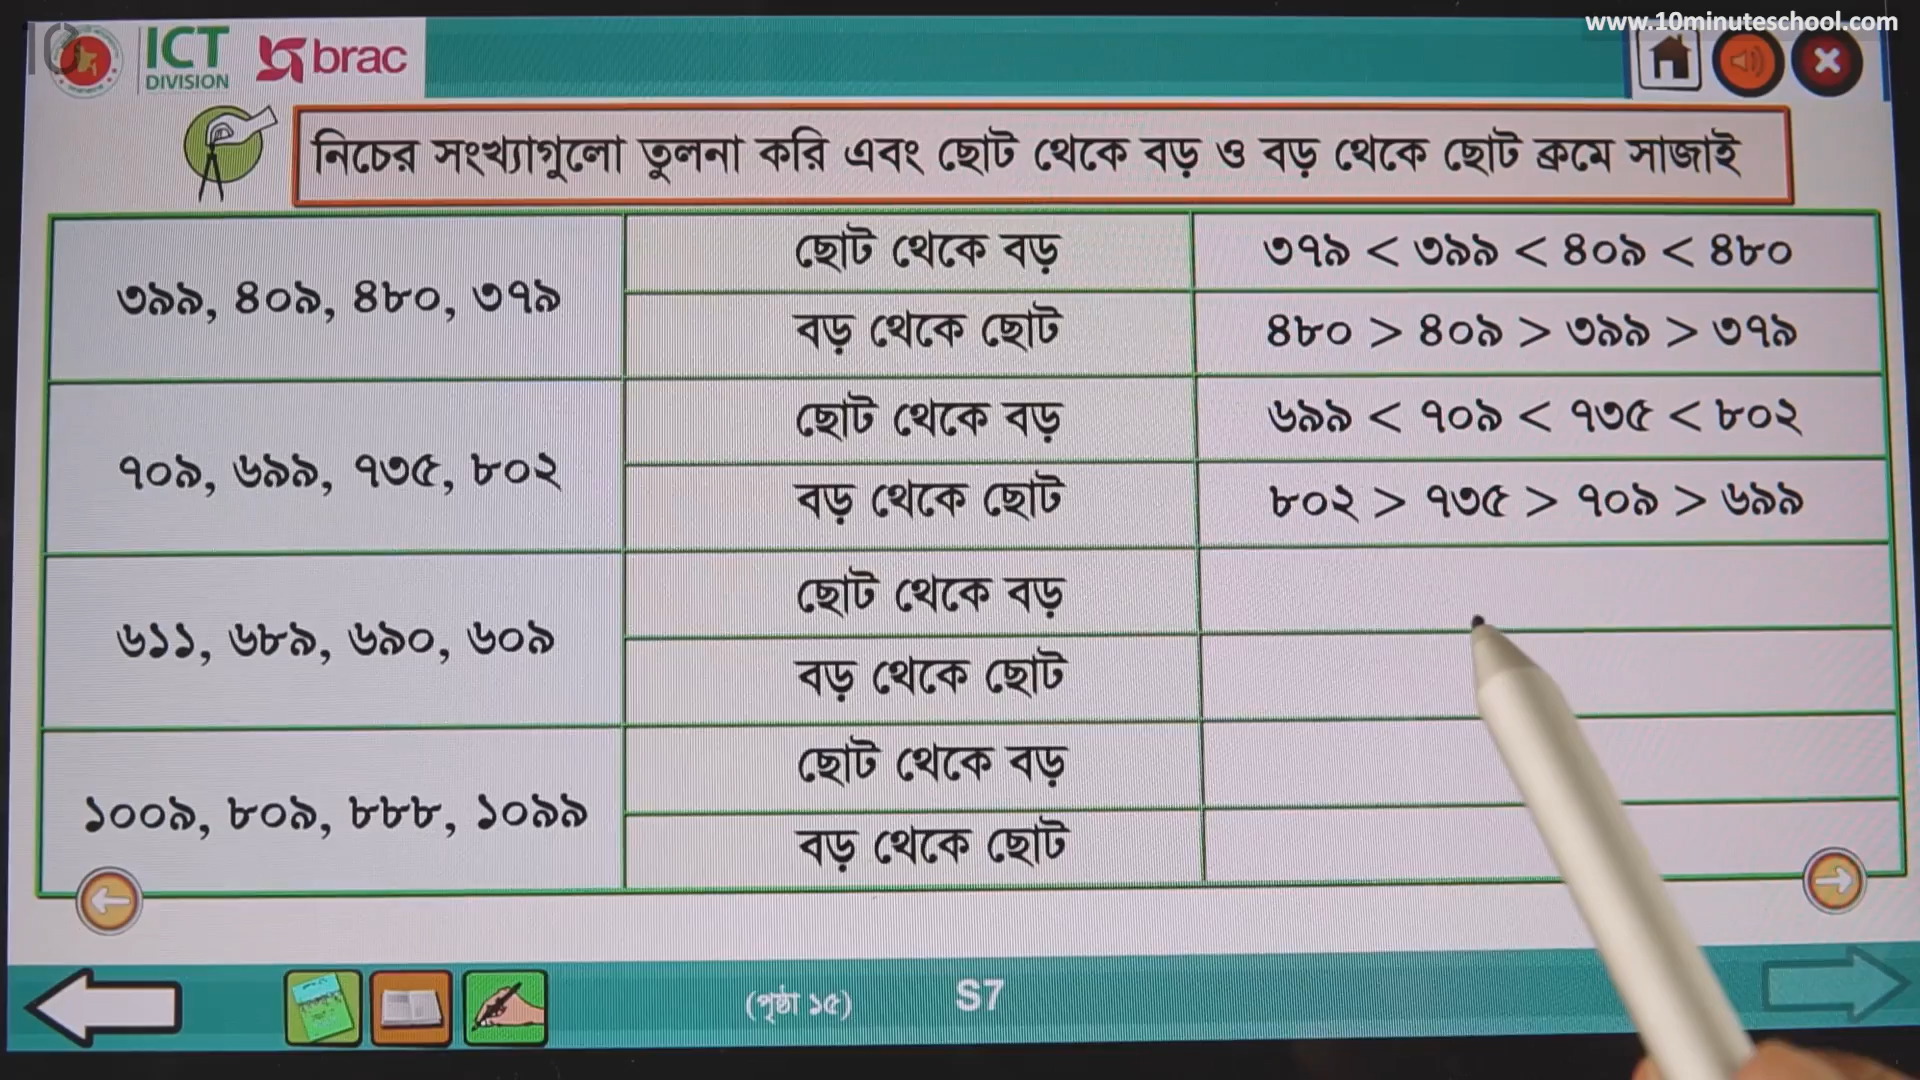 www.10minuteschool.com
ICT
DIVISION
brac
নিচের সংখ্যাগুলো তুলনা করি এবং ছোট থেকে বড় ও বড় থেকে ছোট ক্রমে সাজাই
৩৯৯, ৪০৯, ৪৮০, ৩৭৯
ছোট থেকে বড়
৩৭৯ < ৩৯৯ < ৪০৯ < ৪৮০
বড় থেকে ছোট
৪৮০ > ৪০৯ > ৩৯৯ > ৩৭৯
৭০৯, ৬৯৯, ৭৩৫, ৮০২
ছোট থেকে বড়
৬৯৯ < ৭০৯ < ৭৩৫ < ৮০২
বড় থেকে ছোট
৮০২ > ৭৩৫ > ৭০৯ > ৬৯৯
৬১১, ৬৮৯, ৬৯০, ৬০৯
ছোট থেকে বড়
বড় থেকে ছোট
১০০৯, ৮০৯, ৮৮৮, ১০৯৯
ছোট থেকে বড়
বড় থেকে ছোট
(পৃষ্ঠা ১৫)
S7